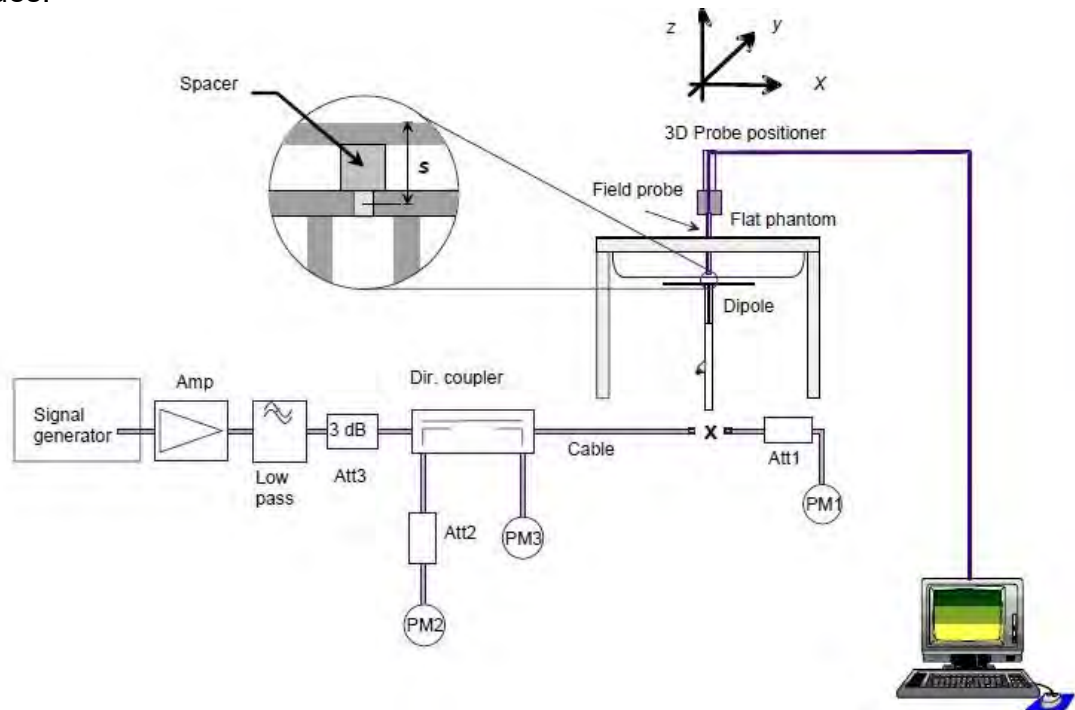 z
y
X
Spacer
s
3D Probe positioner
Field probe
Flat phantom
Dipole
Signal
generator
Amp
Low
pass
3 dB
Att3
Dir. coupler
Cable
x
Att1
PM1
Att2
PM3
PM2